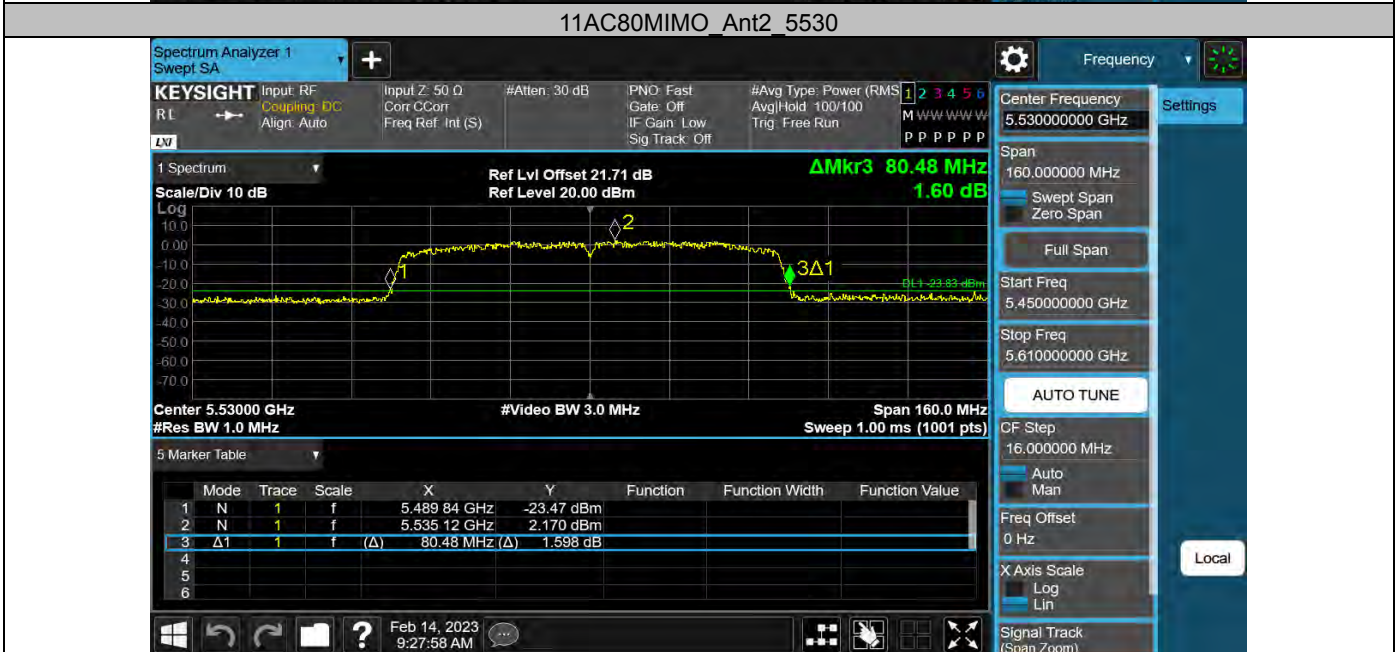 11AC80MIMO_Ant2_5530
Spectrum Analyzer 1
Swept SA
+
Frequency
KEYSIGHT
RL
LXI
Input: RF
Coupling: DC
Align: Auto
Input Z: 50 Ω
Corr CCorr
Freq Ref: Int (S)
#Atten: 30 dB
PNO: Fast
Gate: Off
IF Gain: Low
Sig Track: Off
#Avg Type: Power (RMS
Avg|Hold: 100/100
Trig: Free Run
1 2 3 4 5 6
M W W W W W
P P P P P P
1 Spectrum
Scale/Div 10 dB
Ref Lvl Offset 21.71 dB
Ref Level 20.00 dBm
ΔMkr3 80.48 MHz
1.60 dB
Log
10.0
0.00
-10.0
-20.0
-30.0
-40.0
-50.0
-60.0
-70.0
1
2
3Δ1
DL1 -23.83 dBm
Center 5.53000 GHz
#Video BW 3.0 MHz
Span 160.0 MHz
#Res BW 1.0 MHz
Sweep 1.00 ms (1001 pts)
5 Marker Table
Mode Trace Scale X Y Function Function Width Function Value
1 N 1 f 5.489 84 GHz -23.47 dBm
2 N 1 f 5.535 12 GHz 2.170 dBm
3 Δ1 1 f (Δ) 80.48 MHz (Δ) 1.598 dB
4
5
6
?
Feb 14, 2023
9:27:58 AM
Center Frequency
5.530000000 GHz
Settings
Span
160.000000 MHz
Swept Span
Zero Span
Full Span
Start Freq
5.450000000 GHz
Stop Freq
5.610000000 GHz
AUTO TUNE
CF Step
16.000000 MHz
Auto
Man
Freq Offset
0 Hz
X Axis Scale
Log
Lin
Local
Signal Track
(Span Zoom)